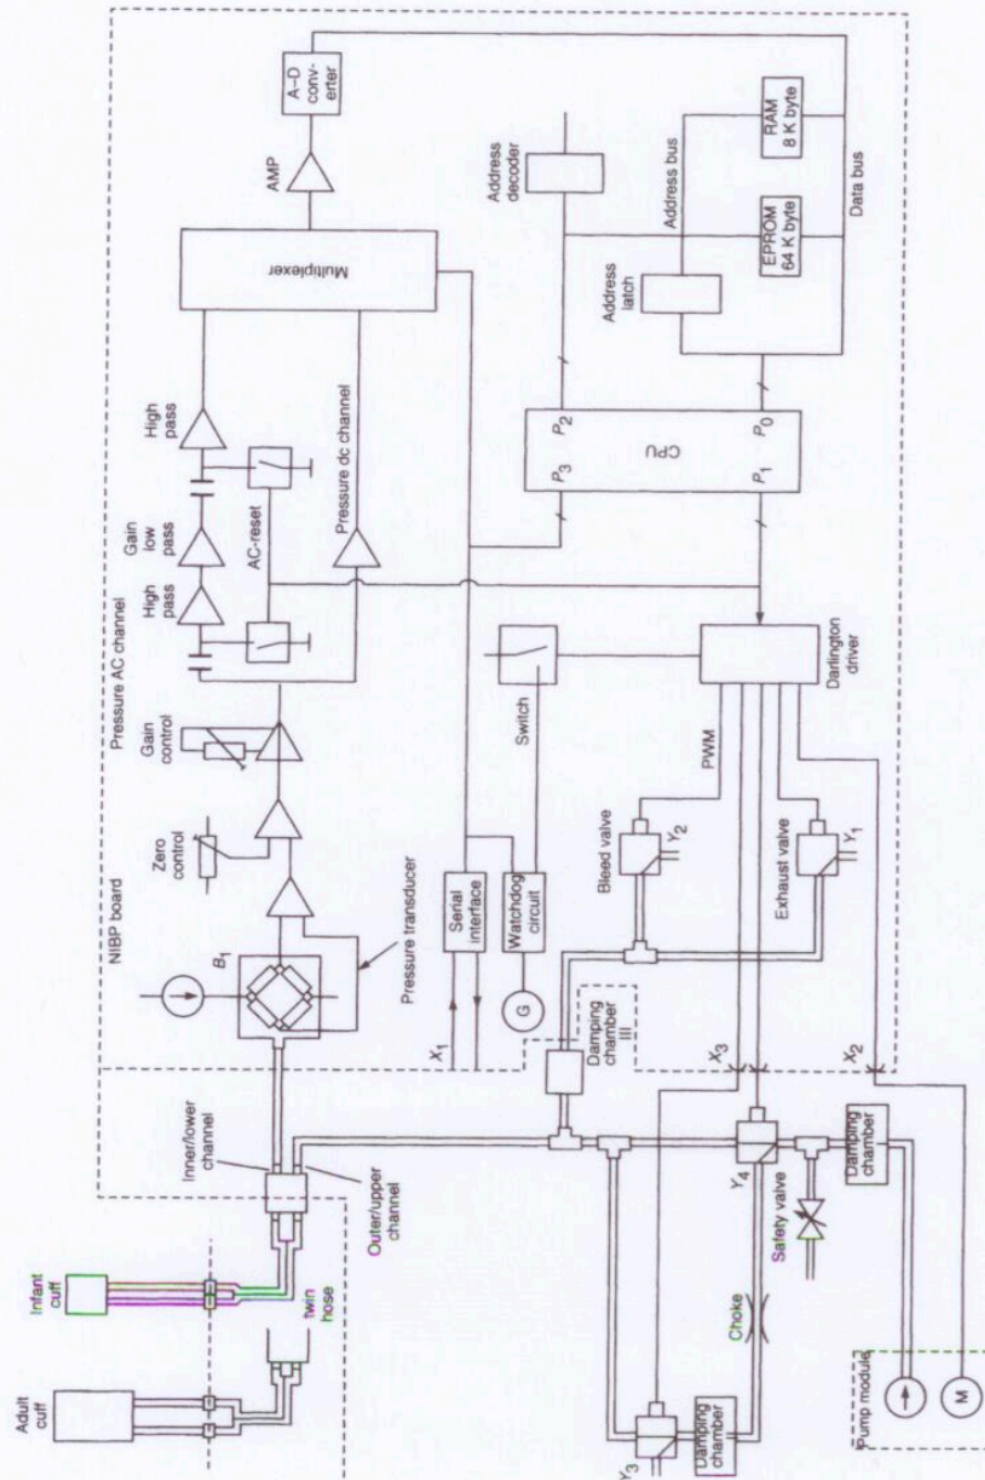 Adult
cuff
Infant
cuff
twin
hose
Inner/lower
channel
Outer/upper
channel
NIBP board
Pressure AC channel
Zero
control
Gain
control
High
pass
Gain
low
pass
High
pass
AMP
A–D
conv-
erter
B1
AC-reset
Pressure dc channel
Multiplexer
Pressure transducer
X1
Serial
interface
Watchdog
circuit
G
Switch
Address
decoder
P3
P2
CPU
P1
P0
Address
latch
Address bus
EPROM
64 K byte
RAM
8 K byte
Data bus
Damping
chamber
III
Bleed valve
Y2
PWM
Darlington
driver
Exhaust valve
Y1
X3
X2
Y3
Damping
chamber
Choke
Y4
Safety valve
Damping
chamber
Pump module
M